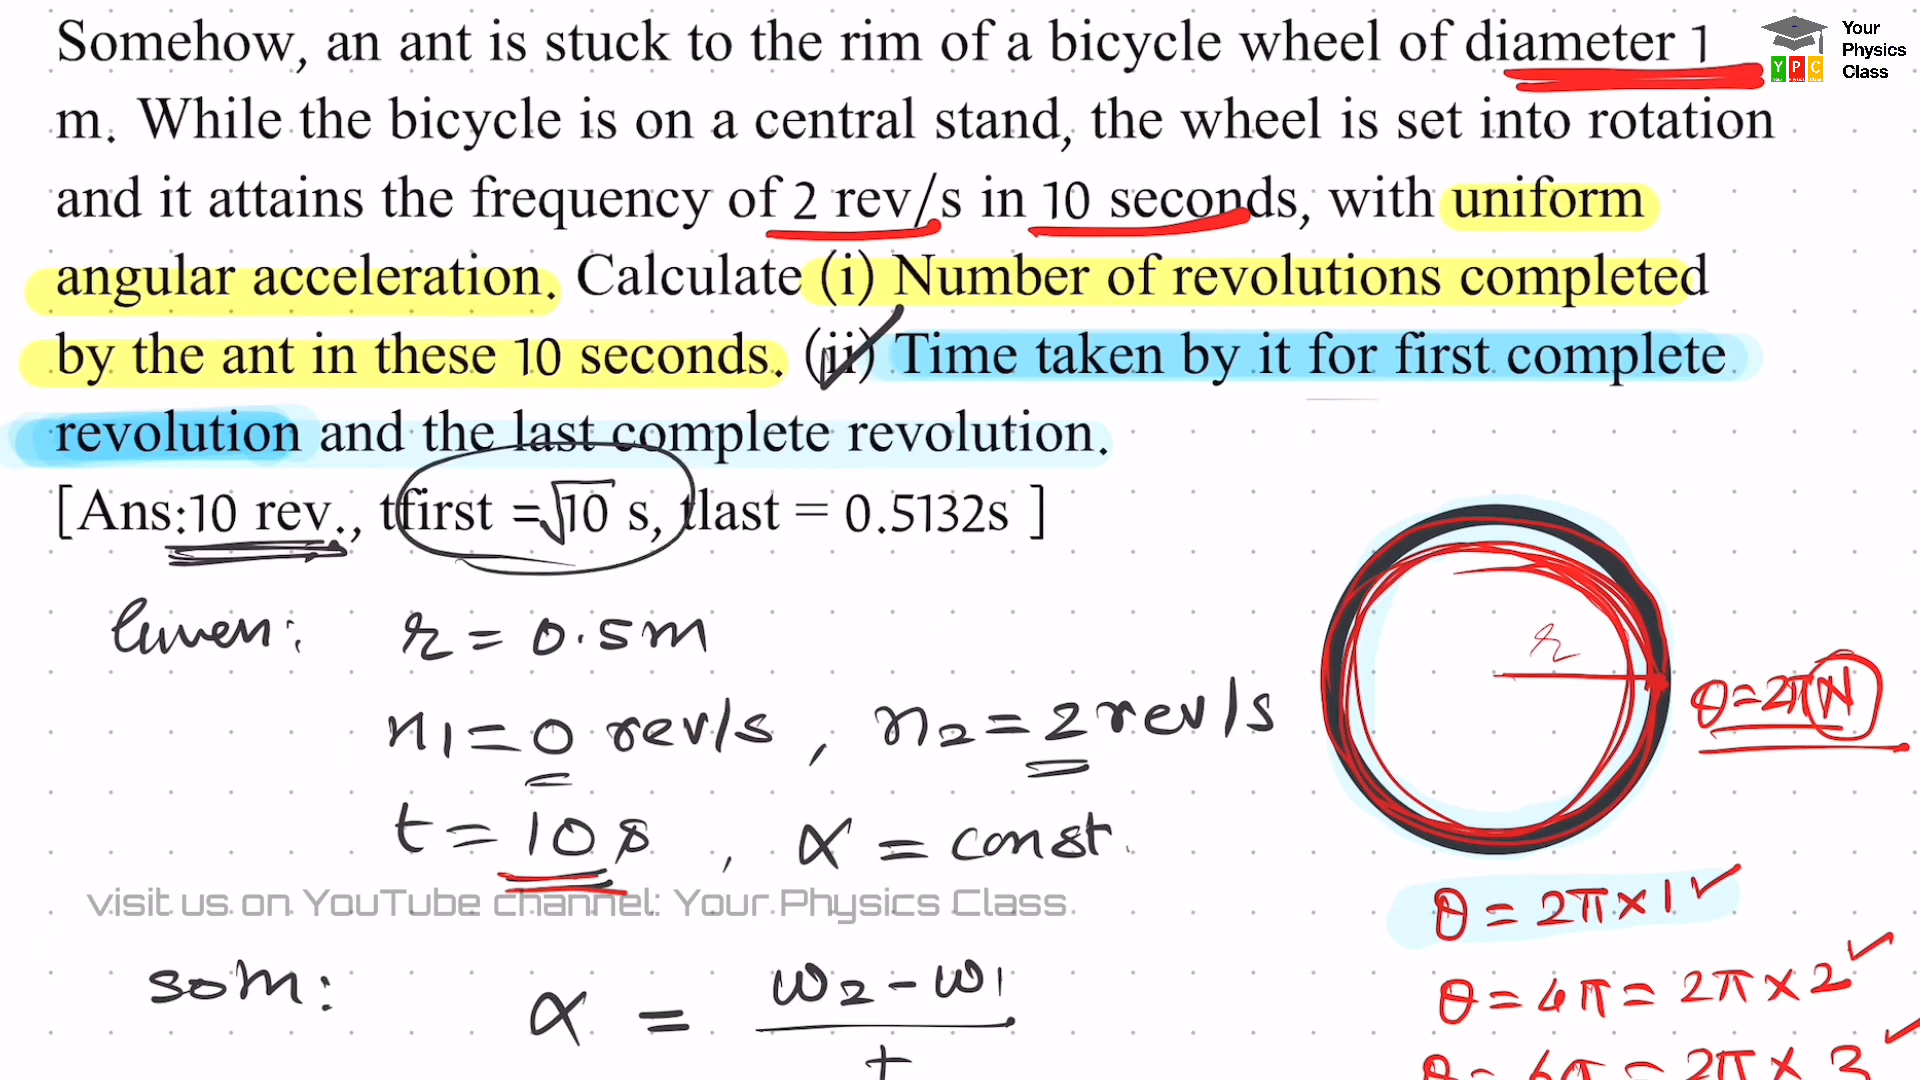 Somehow, an ant is stuck to the rim of a bicycle wheel of diameter 1
m. While the bicycle is on a central stand, the wheel is set into rotation
and it attains the frequency of 2 rev/s in 10 seconds, with uniform
angular acceleration. Calculate (i) Number of revolutions completed
by the ant in these 10 seconds. (ii) Time taken by it for first complete
revolution and the last complete revolution.
[Ans:10 rev., tfirst =√10 s, tlast = 0.5132s ]
Your
Physics
Class
Y P C
Given: r = 0.5m
n1 = 0 rev/s , n2 = 2 rev/s
t = 10s , α = const.
r
θ=2πN
visit us on YouTube channel: Your Physics Class
θ = 2π×1 ✓
Soln: α = ω2 - ω1
t
θ = 4π = 2π × 2 ✓
θ = 6π = 2π × 3 ✓